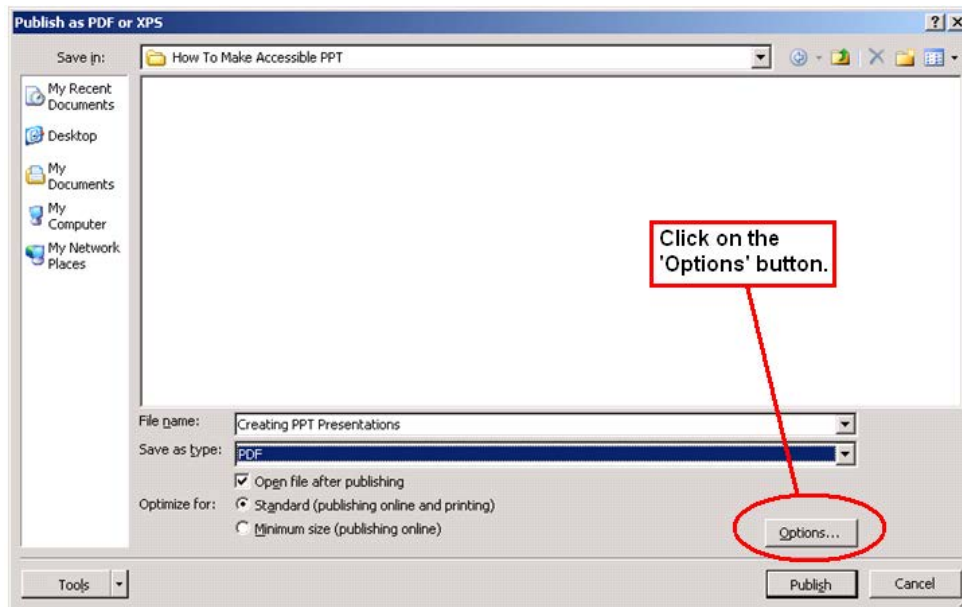 Publish as PDF or XPS
Save in:
How To Make Accessible PPT
My Recent
Documents
Desktop
My
Documents
My
Computer
My Network
Places
Click on the
'Options' button.
File name:
Creating PPT Presentations
Save as type:
PDF
Open file after publishing
Optimize for:
Standard (publishing online and printing)
Minimum size (publishing online)
Options...
Tools
Publish
Cancel